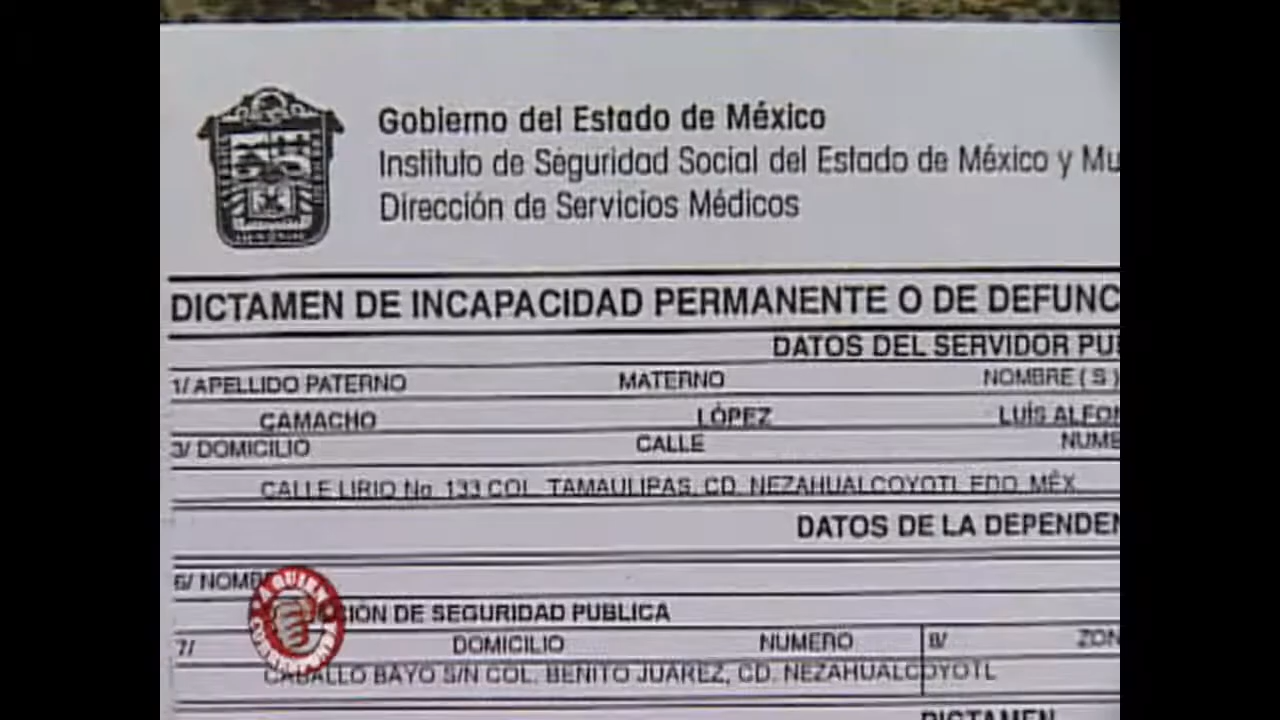 Gobierno del Estado de México
Instituto de Seguridad Social del Estado de México y Mu
Dirección de Servicios Médicos
DICTAMEN DE INCAPACIDAD PERMANENTE O DE DEFUNC
DATOS DEL SERVIDOR PU
1/ APELLIDO PATERNO MATERNO NOMBRE ( S )
CAMACHO LÓPEZ LUÍS ALFON
3/ DOMICILIO CALLE NUME
CALLE LIRIO No. 133 COL. TAMAULIPAS, CD. NEZAHUALCOYOTL EDO. MÉX.
DATOS DE LA DEPENDEN
6/ NOMB
CIÓN DE SEGURIDAD PUBLICA
7/ DOMICILIO NUMERO 8/ ZON
CABALLO BAYO S/N COL. BENITO JUÁREZ, CD. NEZAHUALCOYOTL
DICTAMEN
A QUIEN CORRESPONDA